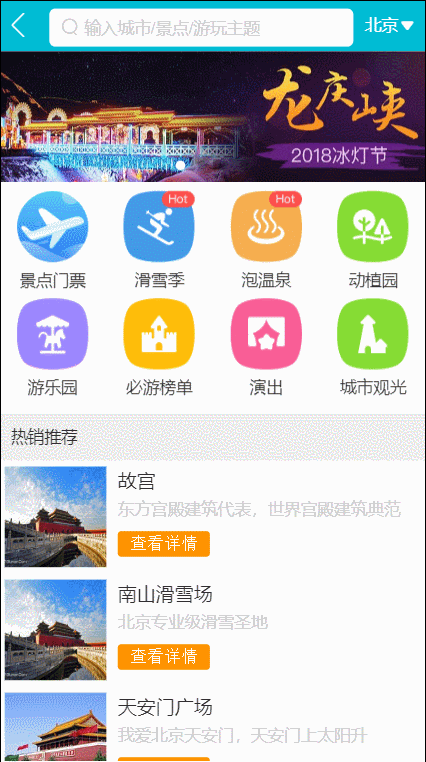 输入城市/景点/游玩主题
北京
龙庆峡
2018冰灯节
Hot
Hot
景点门票
滑雪季
泡温泉
动植园
游乐园
必游榜单
演出
城市观光
热销推荐
故宫
东方宫殿建筑代表，世界宫殿建筑典范
查看详情
南山滑雪场
北京专业级滑雪圣地
查看详情
天安门广场
我爱北京天安门，天安门上太阳升